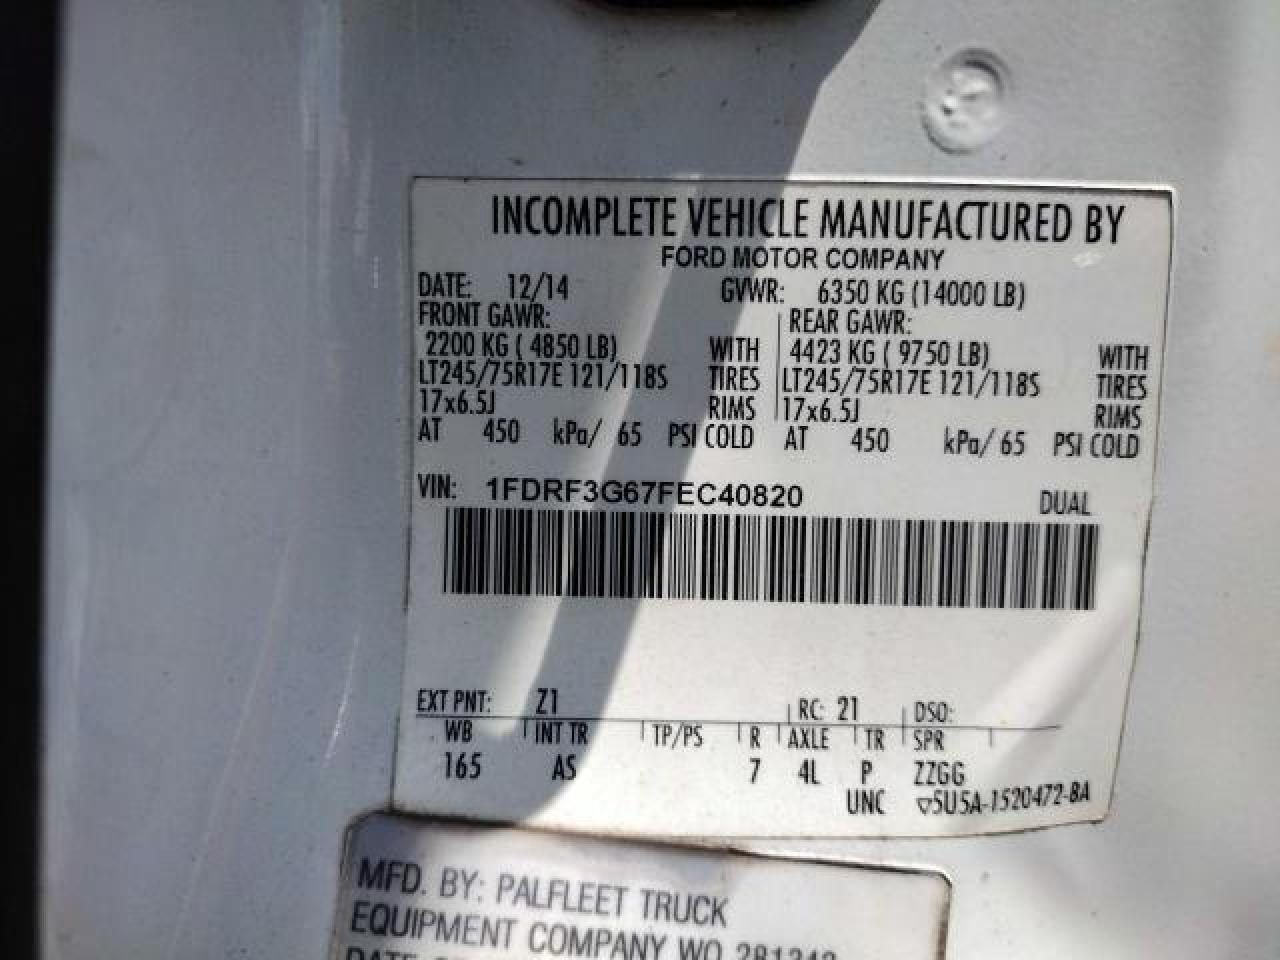 INCOMPLETE VEHICLE MANUFACTURED BY
FORD MOTOR COMPANY
DATE: 12/14 GVWR: 6350 KG (14000 LB)
FRONT GAWR: REAR GAWR:
2200 KG ( 4850 LB) WITH 4423 KG ( 9750 LB) WITH
LT245/75R17E 121/118S TIRES LT245/75R17E 121/118S TIRES
17x6.5J RIMS 17x6.5J RIMS
AT 450 kPa/ 65 PSI COLD AT 450 kPa/ 65 PSI COLD
VIN: 1FDRF3G67FEC40820 DUAL
EXT PNT: Z1 RC: 21 DSO:
WB INT TR TP/PS R AXLE TR SPR
165 AS 7 4L P ZZGG
UNC ▽5U5A-1520472-BA
MFD. BY: PALFLEET TRUCK
EQUIPMENT COMPANY WO 281342
DATE